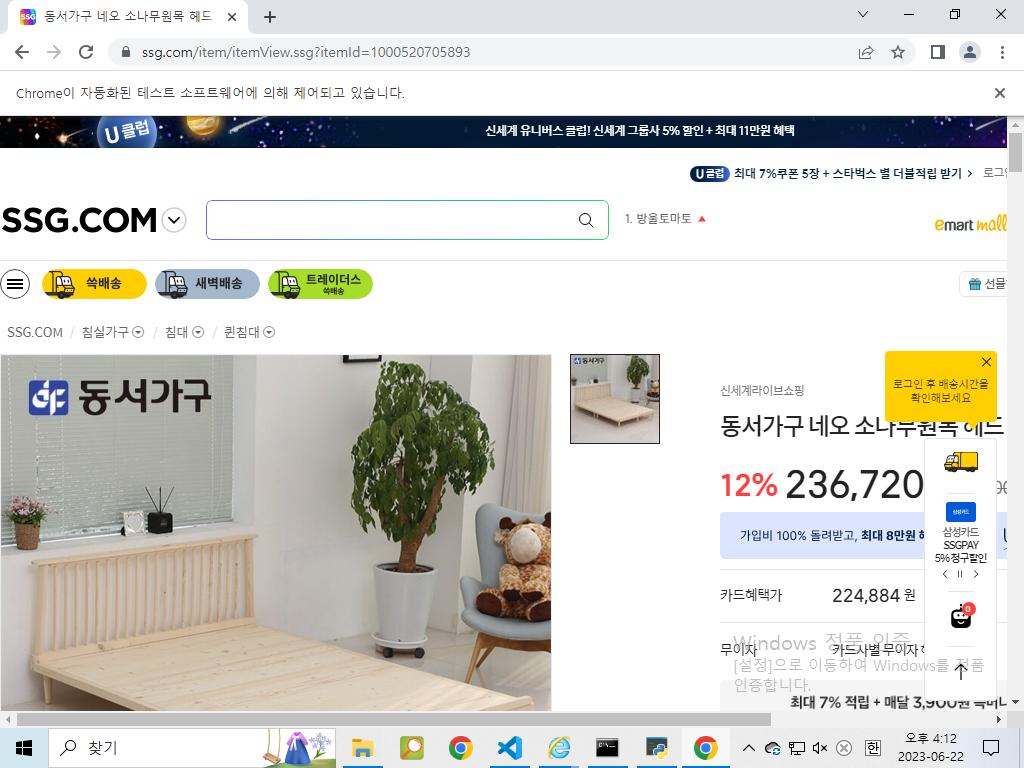 동서가구 네오 소나무원목 헤드
ssg.com/item/itemView.ssg?itemId=1000520705893
Chrome이 자동화된 테스트 소프트웨어에 의해 제어되고 있습니다.
U클럽
신세계 유니버스 클럽! 신세계 그룹사 5% 할인 + 최대 11만원 혜택
U클럽 최대 7%쿠폰 5장 + 스타벅스 별 더블적립 받기 > 로그인
SSG.COM
1. 방울토마토
emart mall
쓱배송
새벽배송
트레이더스
쓱배송
선물
SSG.COM / 침실가구 / 침대 / 퀸침대
동서가구
동서가구
로그인 후 배송시간을
확인해보세요
신세계라이브쇼핑
동서가구 네오 소나무원목 헤드
12% 236,720
삼성카드
가입비 100% 돌려받고, 최대 8만원
삼성카드
SSGPAY
5% 청구할인
카드혜택가 224,884 원
0
무이자 카드사별 무이자
Windows 정품 인증
[설정]으로 이동하여 Windows를 정품
인증합니다.
최대 7% 적립 + 매달 3,900원
찾기
한
오후 4:12
2023-06-22